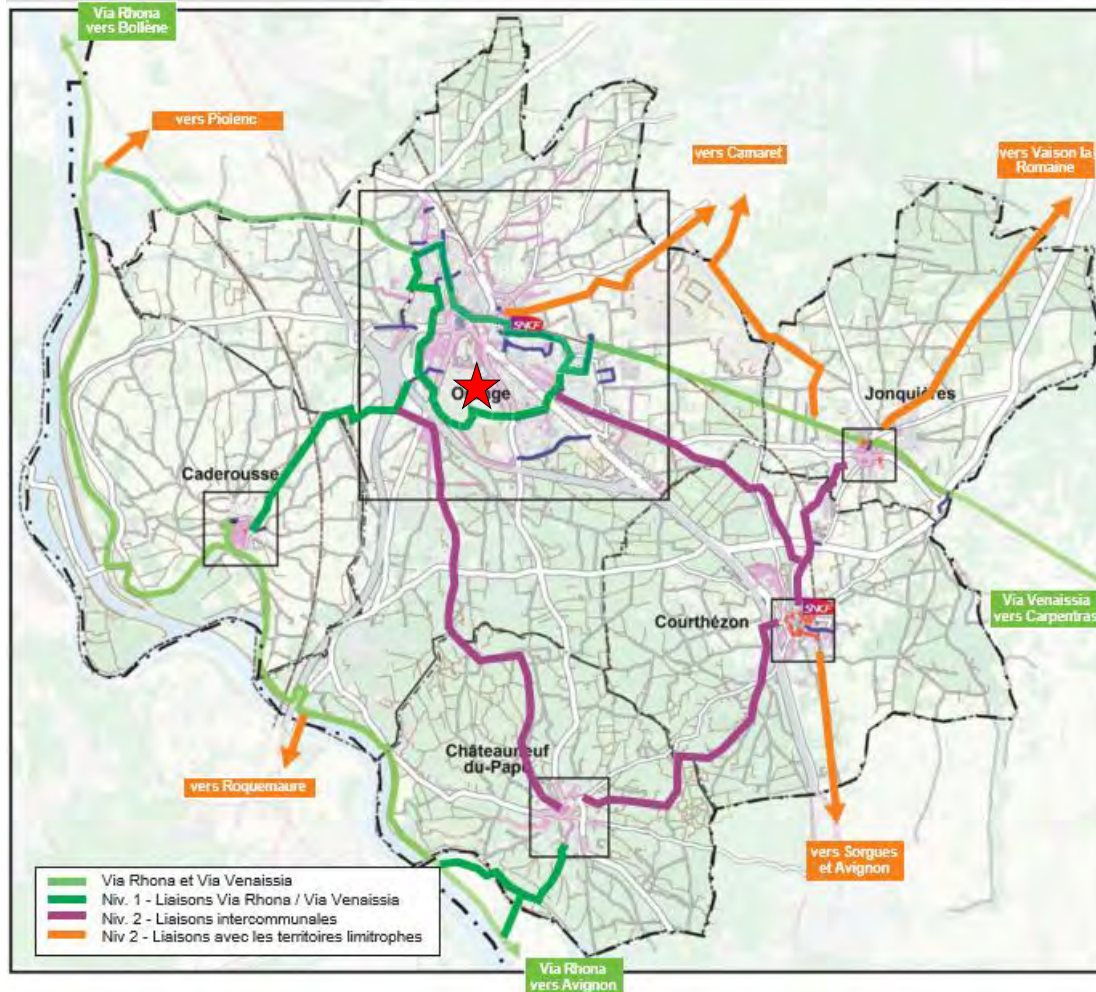 Via Rhona
vers Bollène
vers Piolenc
vers Camaret
vers Vaison la
Romaine
SNCF
Jonquières
Caderousse
Via Venaissia
vers Carpentras
SNCF
Courthézon
Châteauneuf
du-Pape
vers Roquemaure
vers Sorgues
et Avignon
Via Rhona et Via Venaissia
Niv. 1 - Liaisons Via Rhona / Via Venaissia
Niv. 2 - Liaisons intercommunales
Niv 2 - Liaisons avec les territoires limitrophes
Via Rhona
vers Avignon